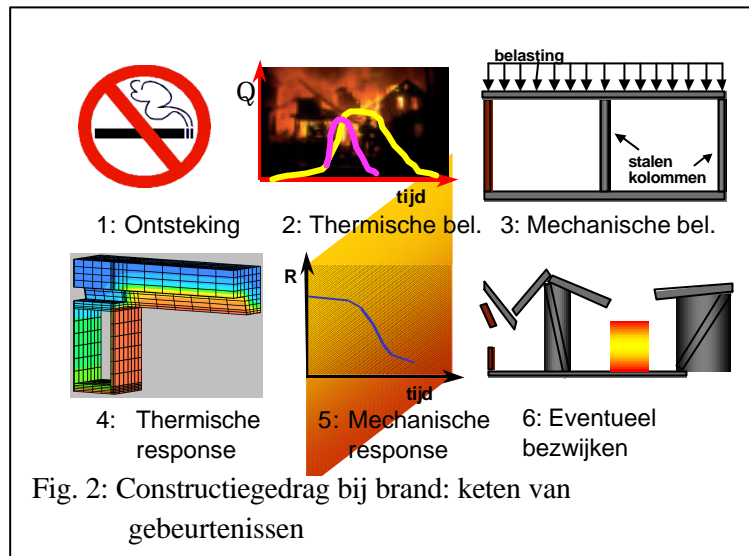 belasting
Q
stalen
kolommen
tijd
1: Ontsteking
2: Thermische bel.
3: Mechanische bel.
R
tijd
4: Thermische
response
5: Mechanische
response
6: Eventueel
bezwijken
Fig. 2: Constructiegedrag bij brand: keten van
gebeurtenissen